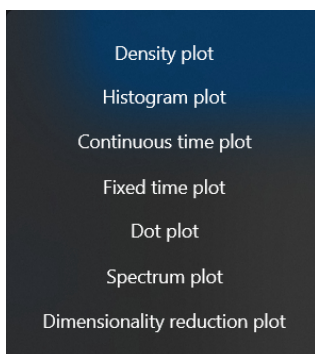 Density plot
Histogram plot
Continuous time plot
Fixed time plot
Dot plot
Spectrum plot
Dimensionality reduction plot